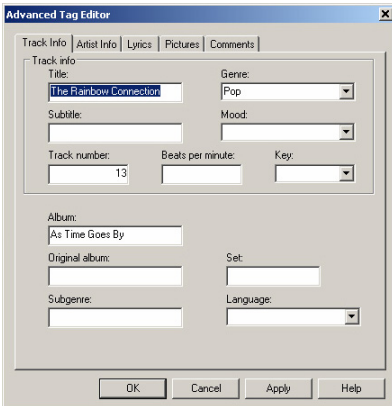 Advanced Tag Editor
Track Info Artist Info Lyrics Pictures Comments
Track info
Title: Genre:
The Rainbow Connection Pop
Subtitle: Mood:
Track number: Beats per minute: Key:
13
Album:
As Time Goes By
Original album: Set:
Subgenre: Language:
OK Cancel Apply Help